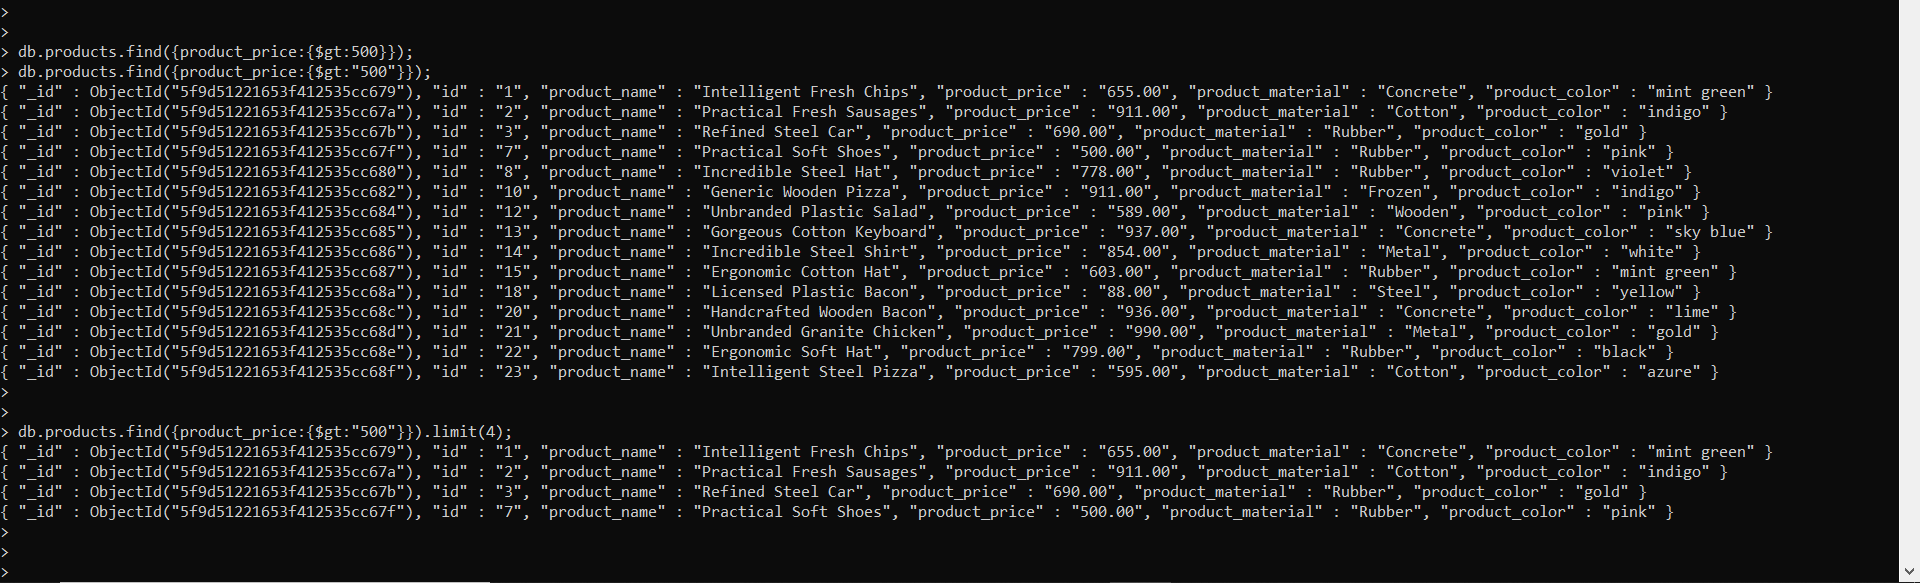 >
>
> db.products.find({product_price:{$gt:500}});
> db.products.find({product_price:{$gt:"500"}});
{ "_id" : ObjectId("5f9d51221653f412535cc679"), "id" : "1", "product_name" : "Intelligent Fresh Chips", "product_price" : "655.00", "product_material" : "Concrete", "product_color" : "mint green" }
{ "_id" : ObjectId("5f9d51221653f412535cc67a"), "id" : "2", "product_name" : "Practical Fresh Sausages", "product_price" : "911.00", "product_material" : "Cotton", "product_color" : "indigo" }
{ "_id" : ObjectId("5f9d51221653f412535cc67b"), "id" : "3", "product_name" : "Refined Steel Car", "product_price" : "690.00", "product_material" : "Rubber", "product_color" : "gold" }
{ "_id" : ObjectId("5f9d51221653f412535cc67f"), "id" : "7", "product_name" : "Practical Soft Shoes", "product_price" : "500.00", "product_material" : "Rubber", "product_color" : "pink" }
{ "_id" : ObjectId("5f9d51221653f412535cc680"), "id" : "8", "product_name" : "Incredible Steel Hat", "product_price" : "778.00", "product_material" : "Rubber", "product_color" : "violet" }
{ "_id" : ObjectId("5f9d51221653f412535cc682"), "id" : "10", "product_name" : "Generic Wooden Pizza", "product_price" : "911.00", "product_material" : "Frozen", "product_color" : "indigo" }
{ "_id" : ObjectId("5f9d51221653f412535cc684"), "id" : "12", "product_name" : "Unbranded Plastic Salad", "product_price" : "589.00", "product_material" : "Wooden", "product_color" : "pink" }
{ "_id" : ObjectId("5f9d51221653f412535cc685"), "id" : "13", "product_name" : "Gorgeous Cotton Keyboard", "product_price" : "937.00", "product_material" : "Concrete", "product_color" : "sky blue" }
{ "_id" : ObjectId("5f9d51221653f412535cc686"), "id" : "14", "product_name" : "Incredible Steel Shirt", "product_price" : "854.00", "product_material" : "Metal", "product_color" : "white" }
{ "_id" : ObjectId("5f9d51221653f412535cc687"), "id" : "15", "product_name" : "Ergonomic Cotton Hat", "product_price" : "603.00", "product_material" : "Rubber", "product_color" : "mint green" }
{ "_id" : ObjectId("5f9d51221653f412535cc68a"), "id" : "18", "product_name" : "Licensed Plastic Bacon", "product_price" : "88.00", "product_material" : "Steel", "product_color" : "yellow" }
{ "_id" : ObjectId("5f9d51221653f412535cc68c"), "id" : "20", "product_name" : "Handcrafted Wooden Bacon", "product_price" : "936.00", "product_material" : "Concrete", "product_color" : "lime" }
{ "_id" : ObjectId("5f9d51221653f412535cc68d"), "id" : "21", "product_name" : "Unbranded Granite Chicken", "product_price" : "990.00", "product_material" : "Metal", "product_color" : "gold" }
{ "_id" : ObjectId("5f9d51221653f412535cc68e"), "id" : "22", "product_name" : "Ergonomic Soft Hat", "product_price" : "799.00", "product_material" : "Rubber", "product_color" : "black" }
{ "_id" : ObjectId("5f9d51221653f412535cc68f"), "id" : "23", "product_name" : "Intelligent Steel Pizza", "product_price" : "595.00", "product_material" : "Cotton", "product_color" : "azure" }
>
>
> db.products.find({product_price:{$gt:"500"}}).limit(4);
{ "_id" : ObjectId("5f9d51221653f412535cc679"), "id" : "1", "product_name" : "Intelligent Fresh Chips", "product_price" : "655.00", "product_material" : "Concrete", "product_color" : "mint green" }
{ "_id" : ObjectId("5f9d51221653f412535cc67a"), "id" : "2", "product_name" : "Practical Fresh Sausages", "product_price" : "911.00", "product_material" : "Cotton", "product_color" : "indigo" }
{ "_id" : ObjectId("5f9d51221653f412535cc67b"), "id" : "3", "product_name" : "Refined Steel Car", "product_price" : "690.00", "product_material" : "Rubber", "product_color" : "gold" }
{ "_id" : ObjectId("5f9d51221653f412535cc67f"), "id" : "7", "product_name" : "Practical Soft Shoes", "product_price" : "500.00", "product_material" : "Rubber", "product_color" : "pink" }
>
>
>